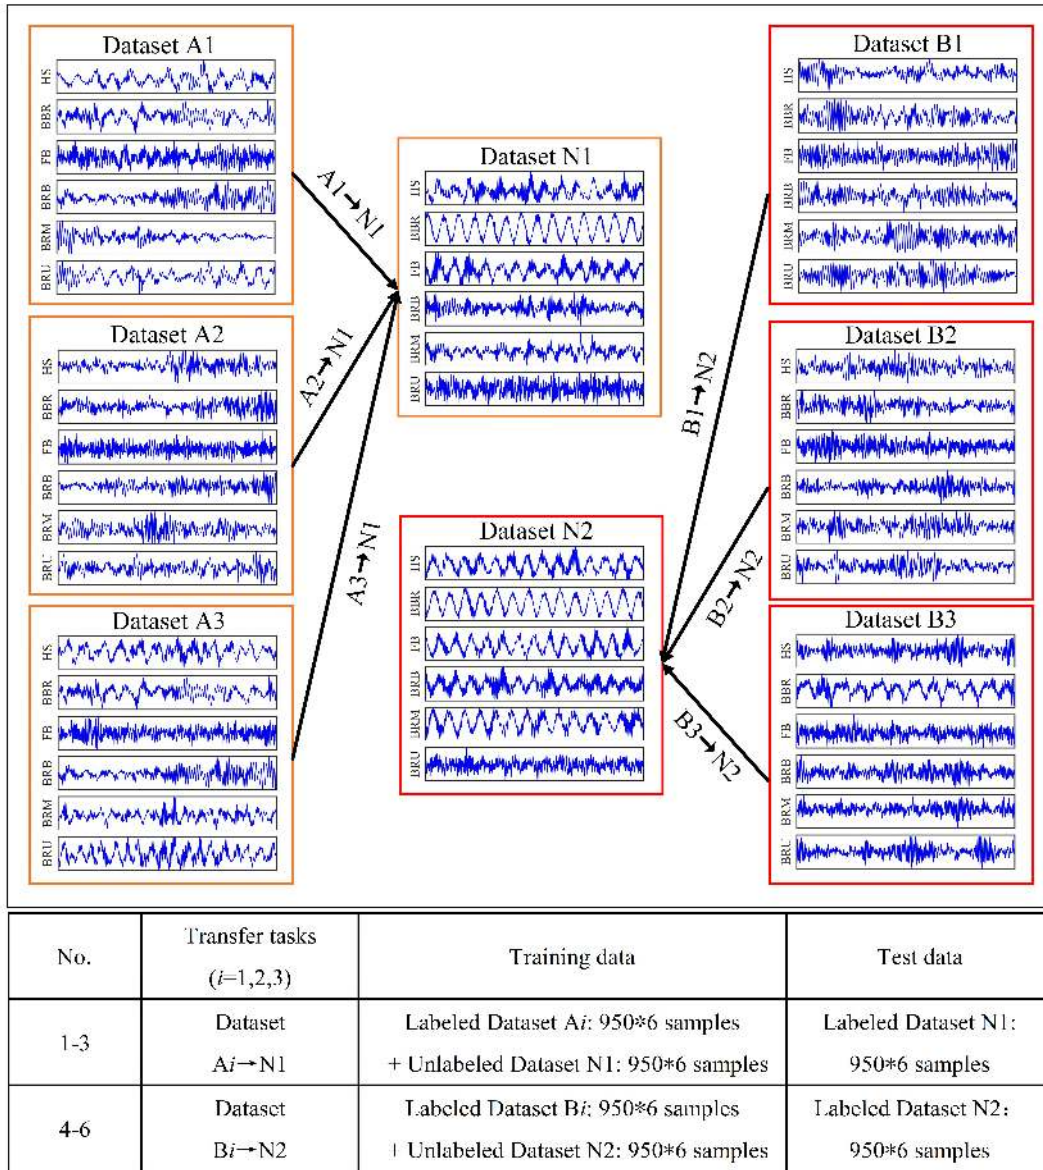 Dataset A1
HS
BBR
FB
BRB
BRM
BRU
Dataset A2
HS
BBR
FB
BRB
BRM
BRU
Dataset A3
HS
BBR
FB
BRB
BRM
BRU
A1→N1
A2→N1
A3→N1
Dataset N1
HS
BBR
FB
BRB
BRM
BRU
Dataset N2
HS
BBR
FB
BRB
BRM
BRU
B1→N2
B2→N2
B3→N2
Dataset B1
HS
BBR
FB
BRB
BRM
BRU
Dataset B2
HS
BBR
FB
BRB
BRM
BRU
Dataset B3
HS
BBR
FB
BRB
BRM
BRU
No.
Transfer tasks
(i=1,2,3)
Training data
Test data
1-3
Dataset
Ai→N1
Labeled Dataset Ai: 950*6 samples
+ Unlabeled Dataset N1: 950*6 samples
Labeled Dataset N1:
950*6 samples
4-6
Dataset
Bi→N2
Labeled Dataset Bi: 950*6 samples
+ Unlabeled Dataset N2: 950*6 samples
Labeled Dataset N2:
950*6 samples